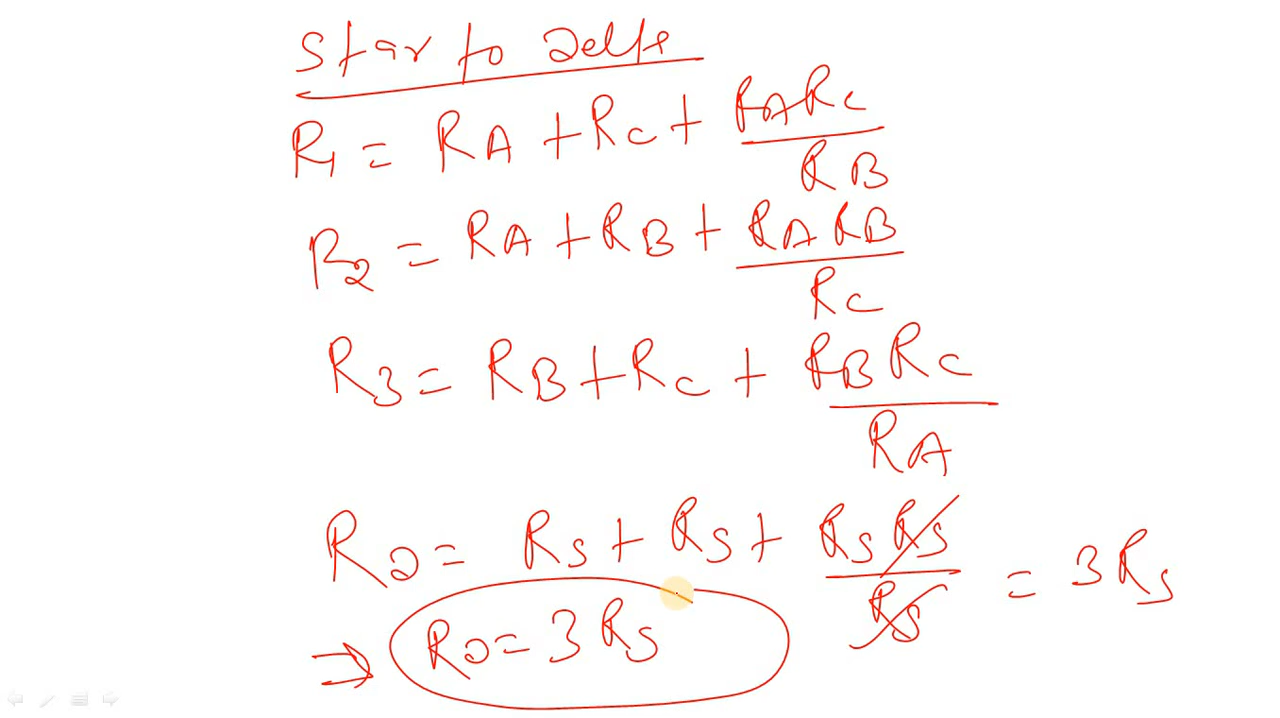 Star to Delta
R1 = RA + RC + RARC/RB
R2 = RA + RB + RARB/RC
R3 = RB + RC + RBRC/RA
RD = RS + RS + RSRS/RS = 3RS
⇒ RD = 3RS